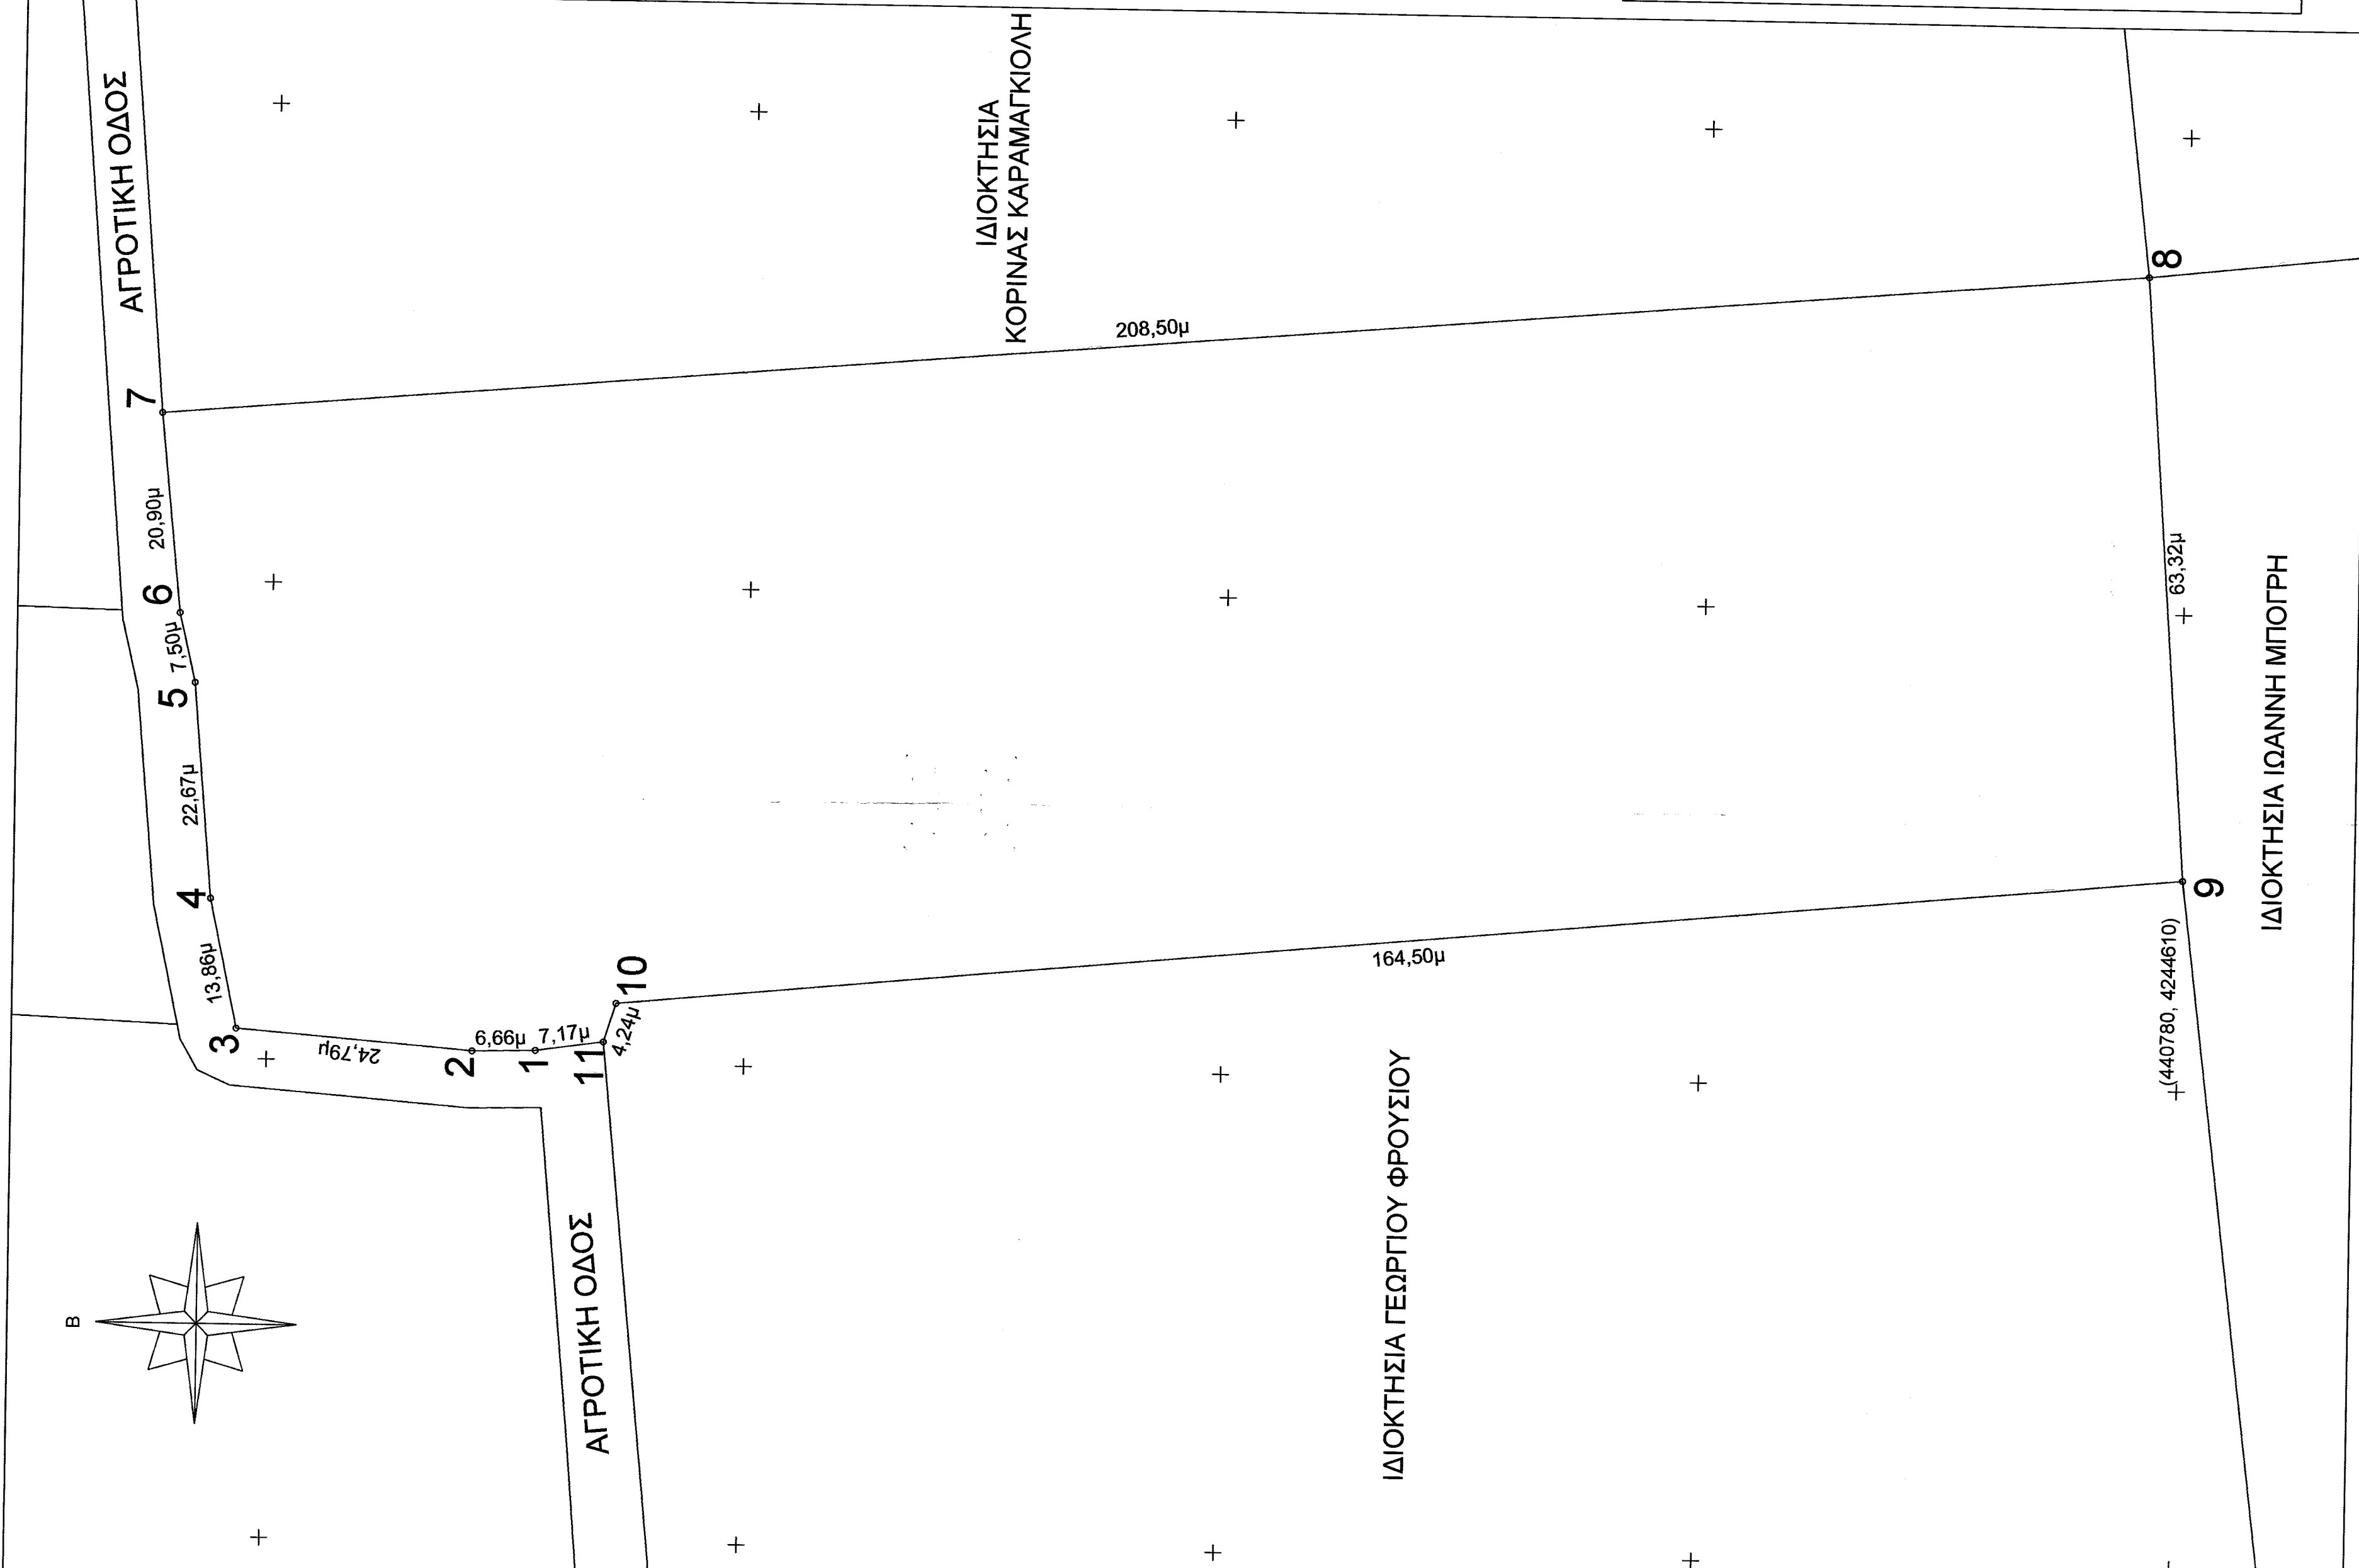 ΑΓΡΟΤΙΚΗ ΟΔΟΣ
ΙΔΙΟΚΤΗΣΙΑ
ΚΟΡΙΝΑΣ ΚΑΡΑΜΑΓΚΙΟΛΗ
8
208,50μ
7
20,90μ
6
7,50μ
5
22,67μ
4
13,86μ
3
24,79μ
2
6,66μ
1
7,17μ
11
4,24μ
10
164,50μ
63,32μ
9
(440780, 4244610)
ΙΔΙΟΚΤΗΣΙΑ ΙΩΑΝΝΗ ΜΠΟΓΡΗ
ΙΔΙΟΚΤΗΣΙΑ ΓΕΩΡΓΙΟΥ ΦΡΟΥΣΙΟΥ
ΑΓΡΟΤΙΚΗ ΟΔΟΣ
Β